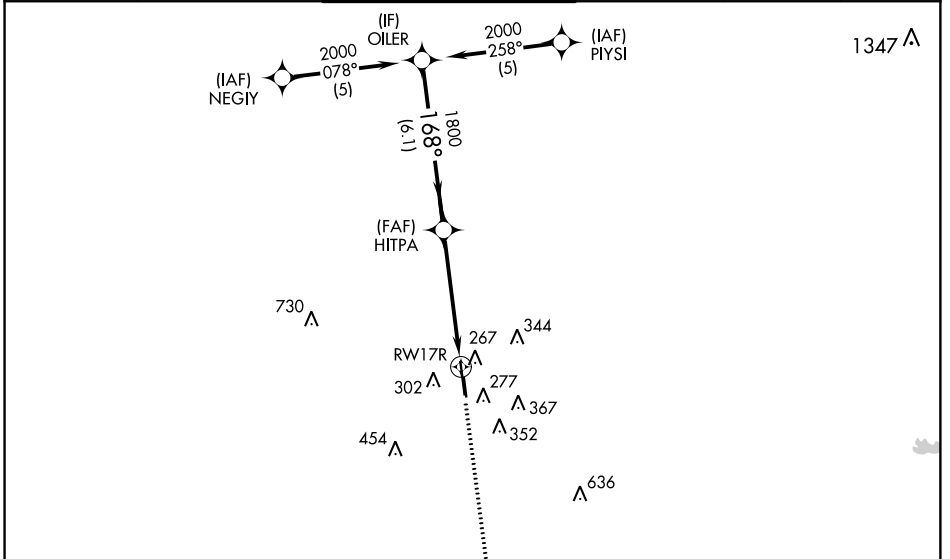 (IF)
OILER
2000
078°
(5)
2000
258°
(5)
(IAF)
PIYSI
1347
(IAF)
NEGIY
1800
168°
(6.1)
(FAF)
HITPA
730
RW17R
267
344
302
277
367
352
454
636